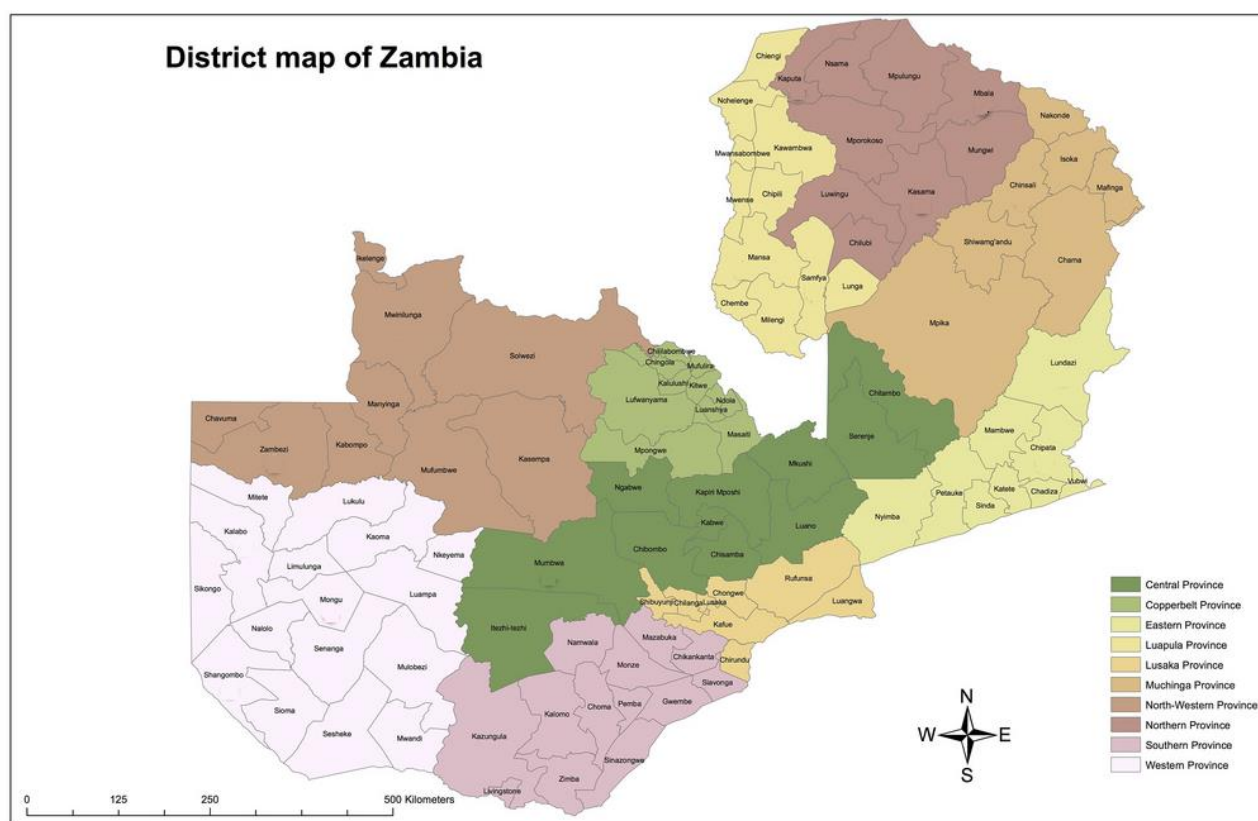 District map of Zambia
Chiengi
Nsama
Kaputa
Mpulungu
Mbala
Nchelenge
Nakonde
Mporokoso
Kawambwa
Mwansabombwe
Mungwi
Isoka
Chinsali
Mafinga
Chipili
Mwense
Luwingu
Kasama
Chilubi
Shiwamg'andu
Mansa
Chama
Samfya
Lunga
Ikelenge
Chembe
Milengi
Mwinilunga
Mpika
Solwezi
Chililabombwe
Chingola
Mufulira
Kalulushi
Kitwe
Lundazi
Lufwanyama
Ndola
Luanshya
Chitambo
Manyinga
Chavuma
Serenje
Masaiti
Mambwe
Zambezi
Kabompo
Kasempa
Mpongwe
Chipata
Mufumbwe
Mkushi
Vubwi
Ngabwe
Kapiri Mposhi
Petauke
Katete
Chadiza
Sinda
Mitete
Lukulu
Nyimba
Kabwe
Luano
Kalabo
Kaoma
Nkeyema
Chibombo
Chisamba
Mumbwa
Limulunga
Rufunsa
Sikongo
Luampa
Chongwe
Shibuyunji
Chilanga
Lusaka
Luangwa
Mongu
Kafue
Nalolo
Itezhi-tezhi
Namwala
Mazabuka
Senanga
Chikankanta
Chirundu
Monze
Mulobezi
Shangombo
Siavonga
Gwembe
Choma
Pemba
Sioma
Kalomo
Sesheke
Mwandi
Kazungula
Sinazongwe
Zimba
Livingstone
Central Province
Copperbelt Province
Eastern Province
Luapula Province
Lusaka Province
Muchinga Province
North-Western Province
Northern Province
Southern Province
Western Province
N
W E
S
0 125 250 500 Kilometers